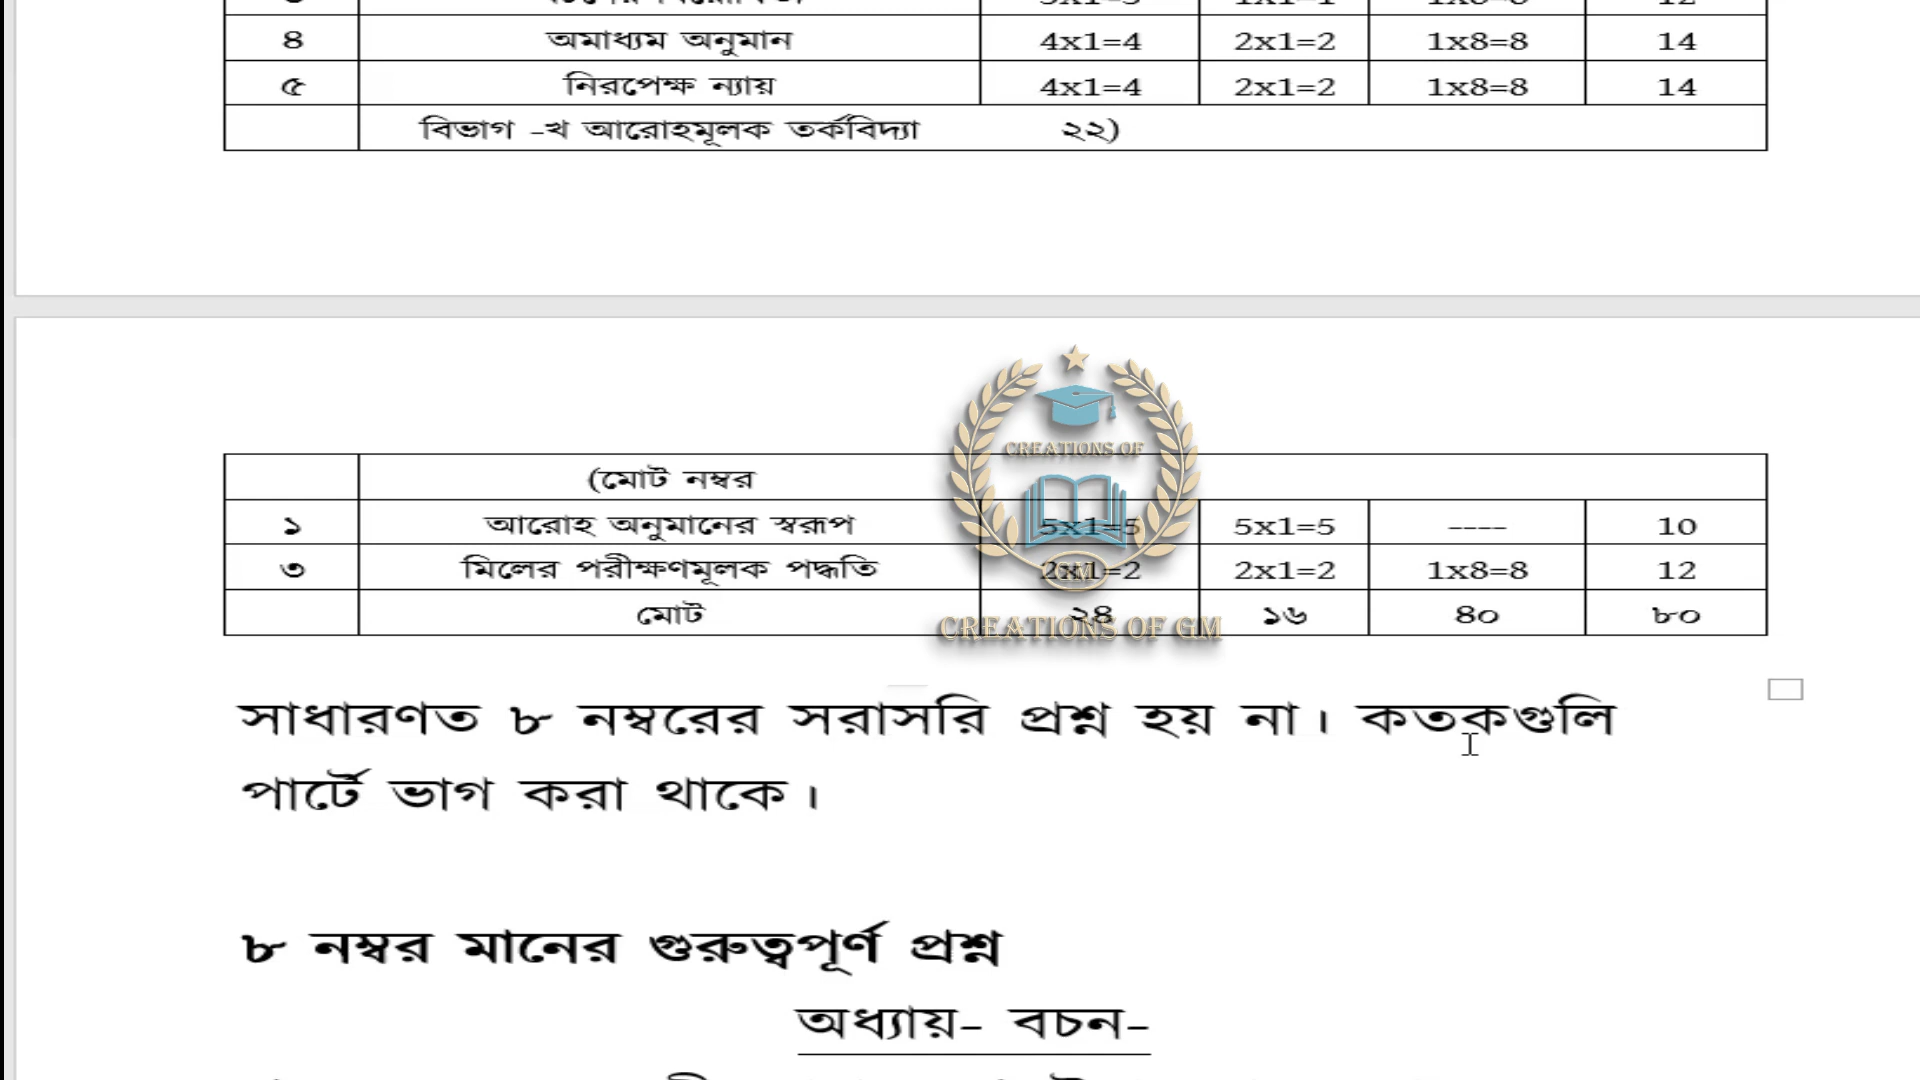 ৪ অমাধ্যম অনুমান 4x1=4 2x1=2 1x8=8 14
৫ নিরপেক্ষ ন্যায় 4x1=4 2x1=2 1x8=8 14
বিভাগ -খ আরোহমূলক তর্কবিদ্যা ২২)
CREATIONS OF
(মোট নম্বর
১ আরোহ অনুমানের স্বরূপ 5x1=5 5x1=5 ---- 10
৩ মিলের পরীক্ষণমূলক পদ্ধতি 2x1=2 2x1=2 1x8=8 12
GM
মোট ২৪ ১৬ ৪০ ৮০
CREATIONS OF GM
সাধারণত ৮ নম্বরের সরাসরি প্রশ্ন হয় না। কতকগুলি
পার্টে ভাগ করা থাকে।
৮ নম্বর মানের গুরুত্বপূর্ণ প্রশ্ন
অধ্যায়- বচন-